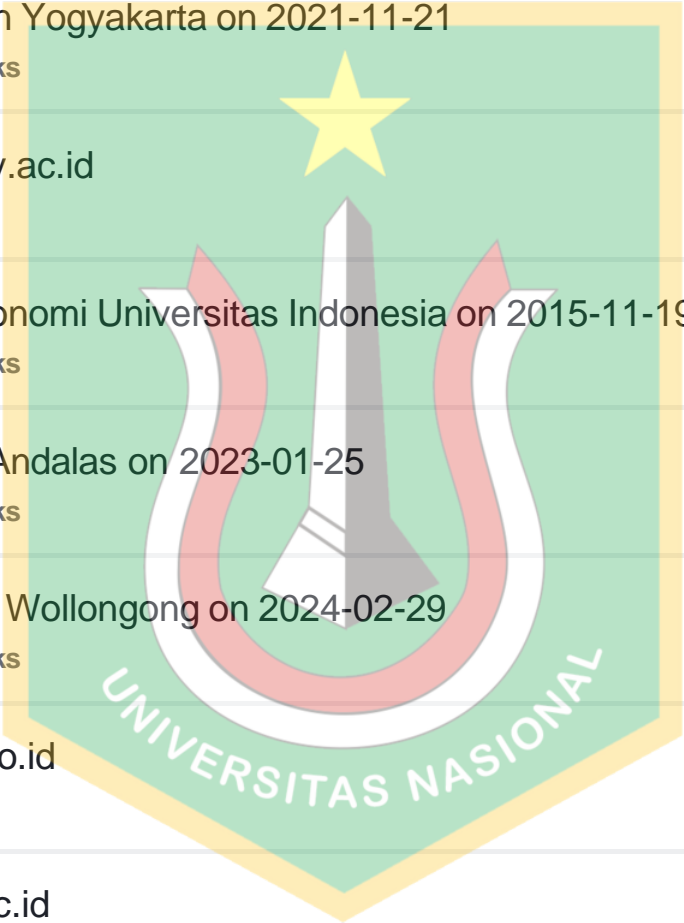 n Yogyakarta on 2021-11-21
ks
y.ac.id
onomi Universitas Indonesia on 2015-11-19
ks
Andalas on 2023-01-25
ks
Wollongong on 2024-02-29
ks
o.id
c.id
UNIVERSITAS NASIONAL